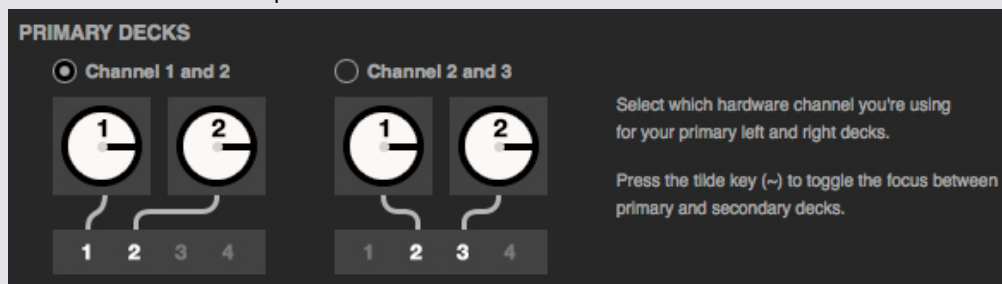 PRIMARY DECKS
Channel 1 and 2
Channel 2 and 3
1 2
1 2
Select which hardware channel you're using
for your primary left and right decks.
Press the tilde key (~) to toggle the focus between
primary and secondary decks.
1 2 3 4
1 2 3 4